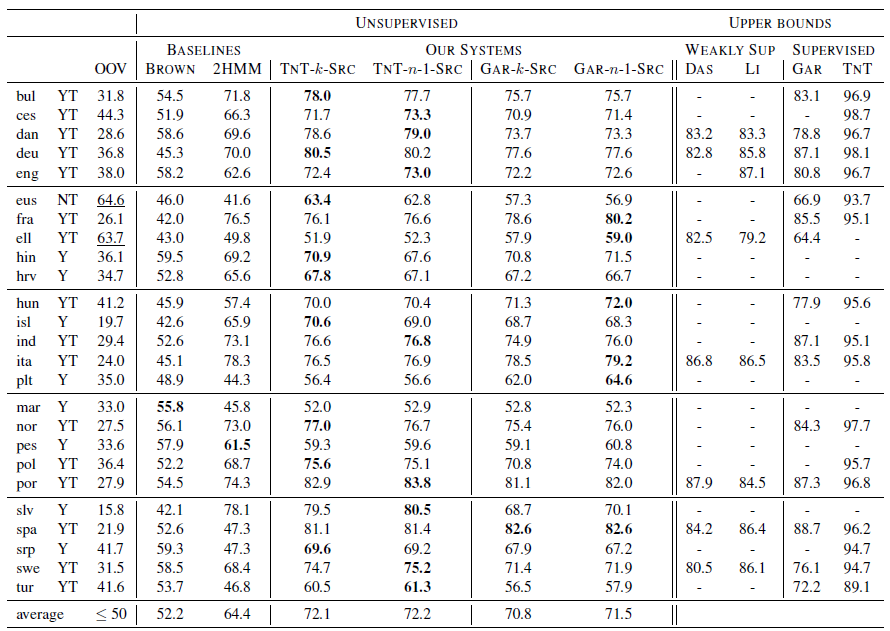 UNSUPERVISED UPPER BOUNDS
BASELINES OUR SYSTEMS WEAKLY SUP SUPERVISED
OOV BROWN 2HMM TNT-k-SRC TNT-n-1-SRC GAR-k-SRC GAR-n-1-SRC DAS LI GAR TNT
bul YT 31.8 54.5 71.8 78.0 77.7 75.7 75.7 - - 83.1 96.9
ces YT 44.3 51.9 66.3 71.7 73.3 70.9 71.4 - - - 98.7
dan YT 28.6 58.6 69.6 78.6 79.0 73.7 73.3 83.2 83.3 78.8 96.7
deu YT 36.8 45.3 70.0 80.5 80.2 77.6 77.6 82.8 85.8 87.1 98.1
eng YT 38.0 58.2 62.6 72.4 73.0 72.2 72.6 - 87.1 80.8 96.7
eus NT 64.6 46.0 41.6 63.4 62.8 57.3 56.9 - - 66.9 93.7
fra YT 26.1 42.0 76.5 76.1 76.6 78.6 80.2 - - 85.5 95.1
ell YT 63.7 43.0 49.8 51.9 52.3 57.9 59.0 82.5 79.2 64.4 -
hin Y 36.1 59.5 69.2 70.9 67.6 70.8 71.5 - - - -
hrv Y 34.7 52.8 65.6 67.8 67.1 67.2 66.7 - - - -
hun YT 41.2 45.9 57.4 70.0 70.4 71.3 72.0 - - 77.9 95.6
isl Y 19.7 42.6 65.9 70.6 69.0 68.7 68.3 - - - -
ind YT 29.4 52.6 73.1 76.6 76.8 74.9 76.0 - - 87.1 95.1
ita YT 24.0 45.1 78.3 76.5 76.9 78.5 79.2 86.8 86.5 83.5 95.8
plt Y 35.0 48.9 44.3 56.4 56.6 62.0 64.6 - - - -
mar Y 33.0 55.8 45.8 52.0 52.9 52.8 52.3 - - - -
nor YT 27.5 56.1 73.0 77.0 76.7 75.4 76.0 - - 84.3 97.7
pes Y 33.6 57.9 61.5 59.3 59.6 59.1 60.8 - - - -
pol YT 36.4 52.2 68.7 75.6 75.1 70.8 74.0 - - - 95.7
por YT 27.9 54.5 74.3 82.9 83.8 81.1 82.0 87.9 84.5 87.3 96.8
slv Y 15.8 42.1 78.1 79.5 80.5 68.7 70.1 - - - -
spa YT 21.9 52.6 47.3 81.1 81.4 82.6 82.6 84.2 86.4 88.7 96.2
srp Y 41.7 59.3 47.3 69.6 69.2 67.9 67.2 - - - 94.7
swe YT 31.5 58.5 68.4 74.7 75.2 71.4 71.9 80.5 86.1 76.1 94.7
tur YT 41.6 53.7 46.8 60.5 61.3 56.5 57.9 - - 72.2 89.1
average ≤ 50 52.2 64.4 72.1 72.2 70.8 71.5